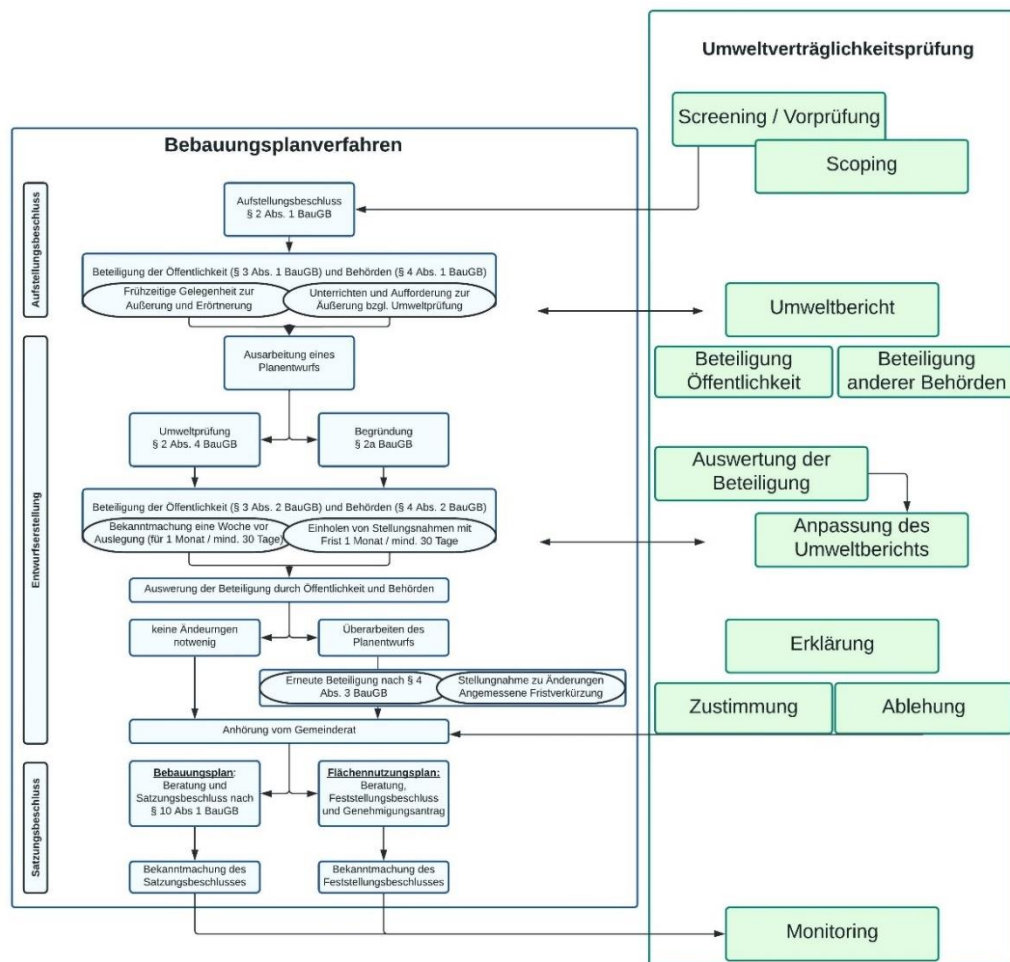 Umweltverträglichkeitsprüfung
Screening / Vorprüfung
Scoping
Bebauungsplanverfahren
Aufstellungsbeschluss
Aufstellungsbeschluss
§ 2 Abs. 1 BauGB
Beteiligung der Öffentlichkeit (§ 3 Abs. 1 BauGB) und Behörden (§ 4 Abs. 1 BauGB)
Frühzeitige Gelegenheit zur
Äußerung und Erörtnerung
Unterrichten und Aufforderung zur
Äußerung bzgl. Umweltprüfung
Umweltbericht
Beteiligung
Öffentlichkeit
Beteiligung
anderer Behörden
Entwurfserstellung
Ausarbeitung eines
Planentwurfs
Umweltprüfung
§ 2 Abs. 4 BauGB
Begründung
§ 2a BauGB
Auswertung der
Beteiligung
Beteiligung der Öffentlichkeit (§ 3 Abs. 2 BauGB) und Behörden (§ 4 Abs. 2 BauGB)
Bekanntmachung eine Woche vor
Auslegung (für 1 Monat / mind. 30 Tage)
Einholen von Stellungsnahmen mit
Frist 1 Monat / mind. 30 Tage
Anpassung des
Umweltberichts
Auswerung der Beteiligung durch Öffentlichkeit und Behörden
keine Ändeurngen
notwenig
Überarbeiten des
Planentwurfs
Erklärung
Erneute Beteiligung nach § 4
Abs. 3 BauGB
Stellungnahme zu Änderungen
Angemessene Fristverkürzung
Zustimmung
Ablehung
Anhörung vom Gemeinderat
Satzungsbeschluss
Bebauungsplan:
Beratung und
Satzungsbeschluss nach
§ 10 Abs 1 BauGB
Flächennutzungsplan:
Beratung,
Feststellungsbeschluss
und Genehmigungsantrag
Bekanntmachung des
Satzungsbeschlusses
Bekanntmachung des
Feststellungsbeschlusses
Monitoring